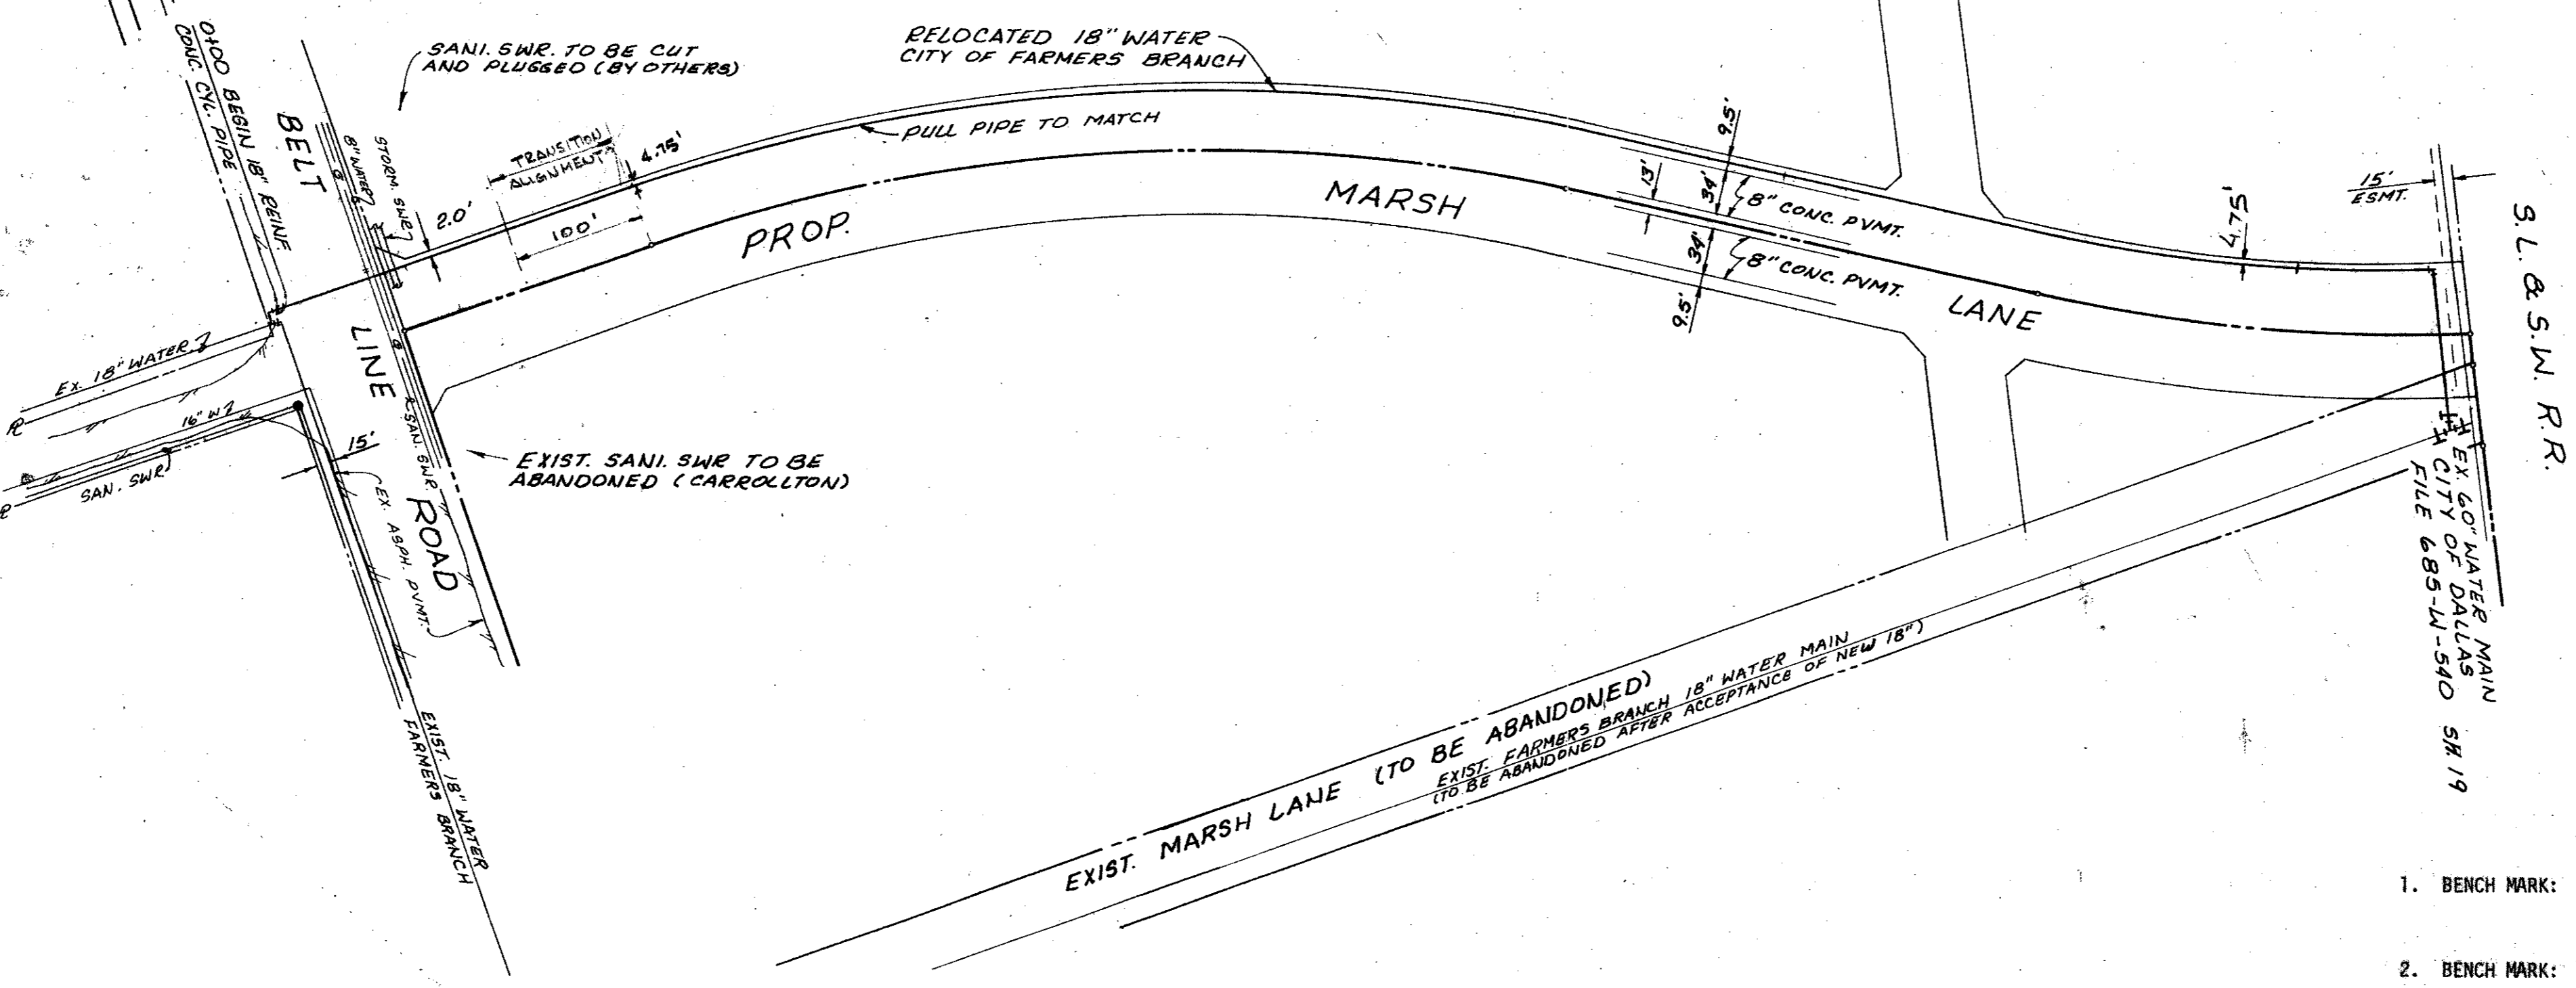 0+00 BEGIN 18" REINF.
CONC. CYL. PIPE
BELT
LINE
ROAD
SANI. SWR. TO BE CUT
AND PLUGGED (BY OTHERS)
8" WATER
STORM. SWR.
2.0'
TRANSITION
ALIGNMENT
100'
4.75'
RELOCATED 18" WATER
CITY OF FARMERS BRANCH
PULL PIPE TO MATCH
PROP.
MARSH
LANE
9.5'
13'
34'
8" CONC. PVMT.
34'
8" CONC. PVMT.
9.5'
4.75'
15'
ESMT.
S.L. & S.W. R.R.
EX. 18" WATER
℞
16" W
SAN. SWR.
℞
15'
SAN. SWR.
EX. ASPH. PVMT.
EXIST. SANI. SWR TO BE
ABANDONED (CARROLLTON)
EXIST. 18" WATER
FARMERS BRANCH
EX. 60" WATER MAIN
CITY OF DALLAS
FILE 685-W-540 SH. 19
EXIST. MARSH LANE (TO BE ABANDONED)
EXIST. FARMERS BRANCH 18" WATER MAIN
(TO BE ABANDONED AFTER ACCEPTANCE OF NEW 18")
1. BENCH MARK:
2. BENCH MARK: